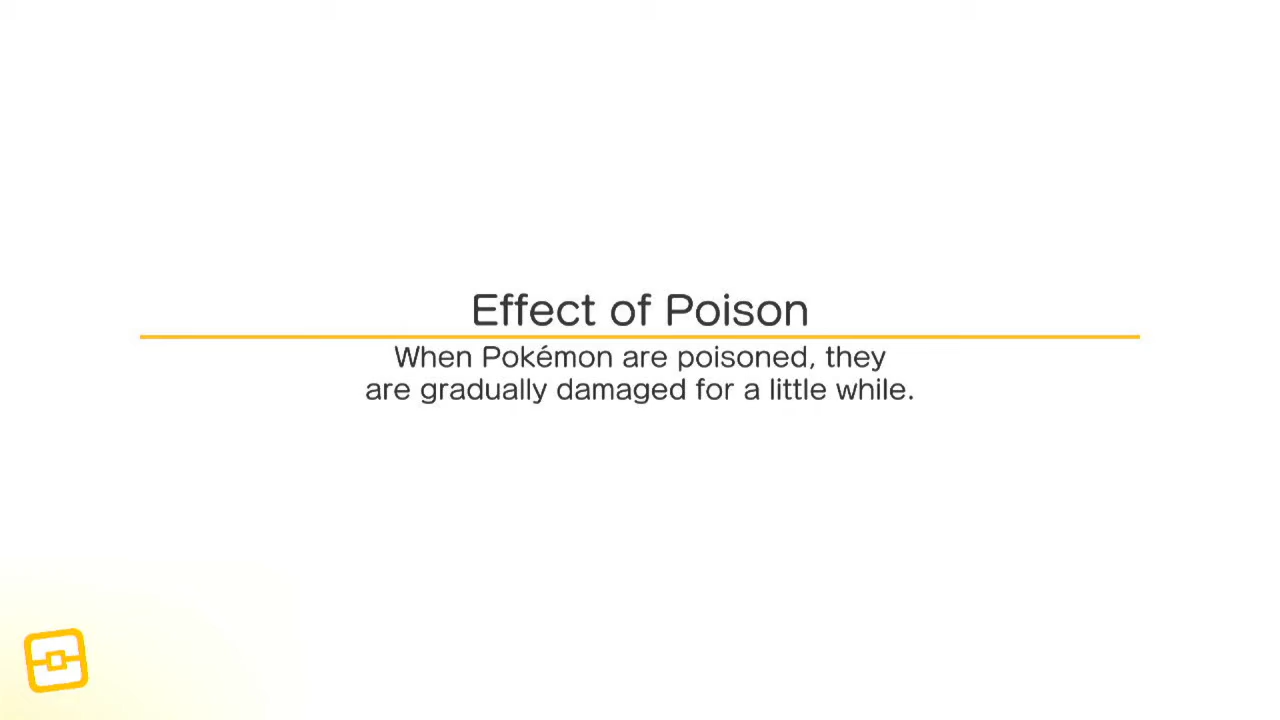 Effect of Poison
When Pokémon are poisoned, they
are gradually damaged for a little while.